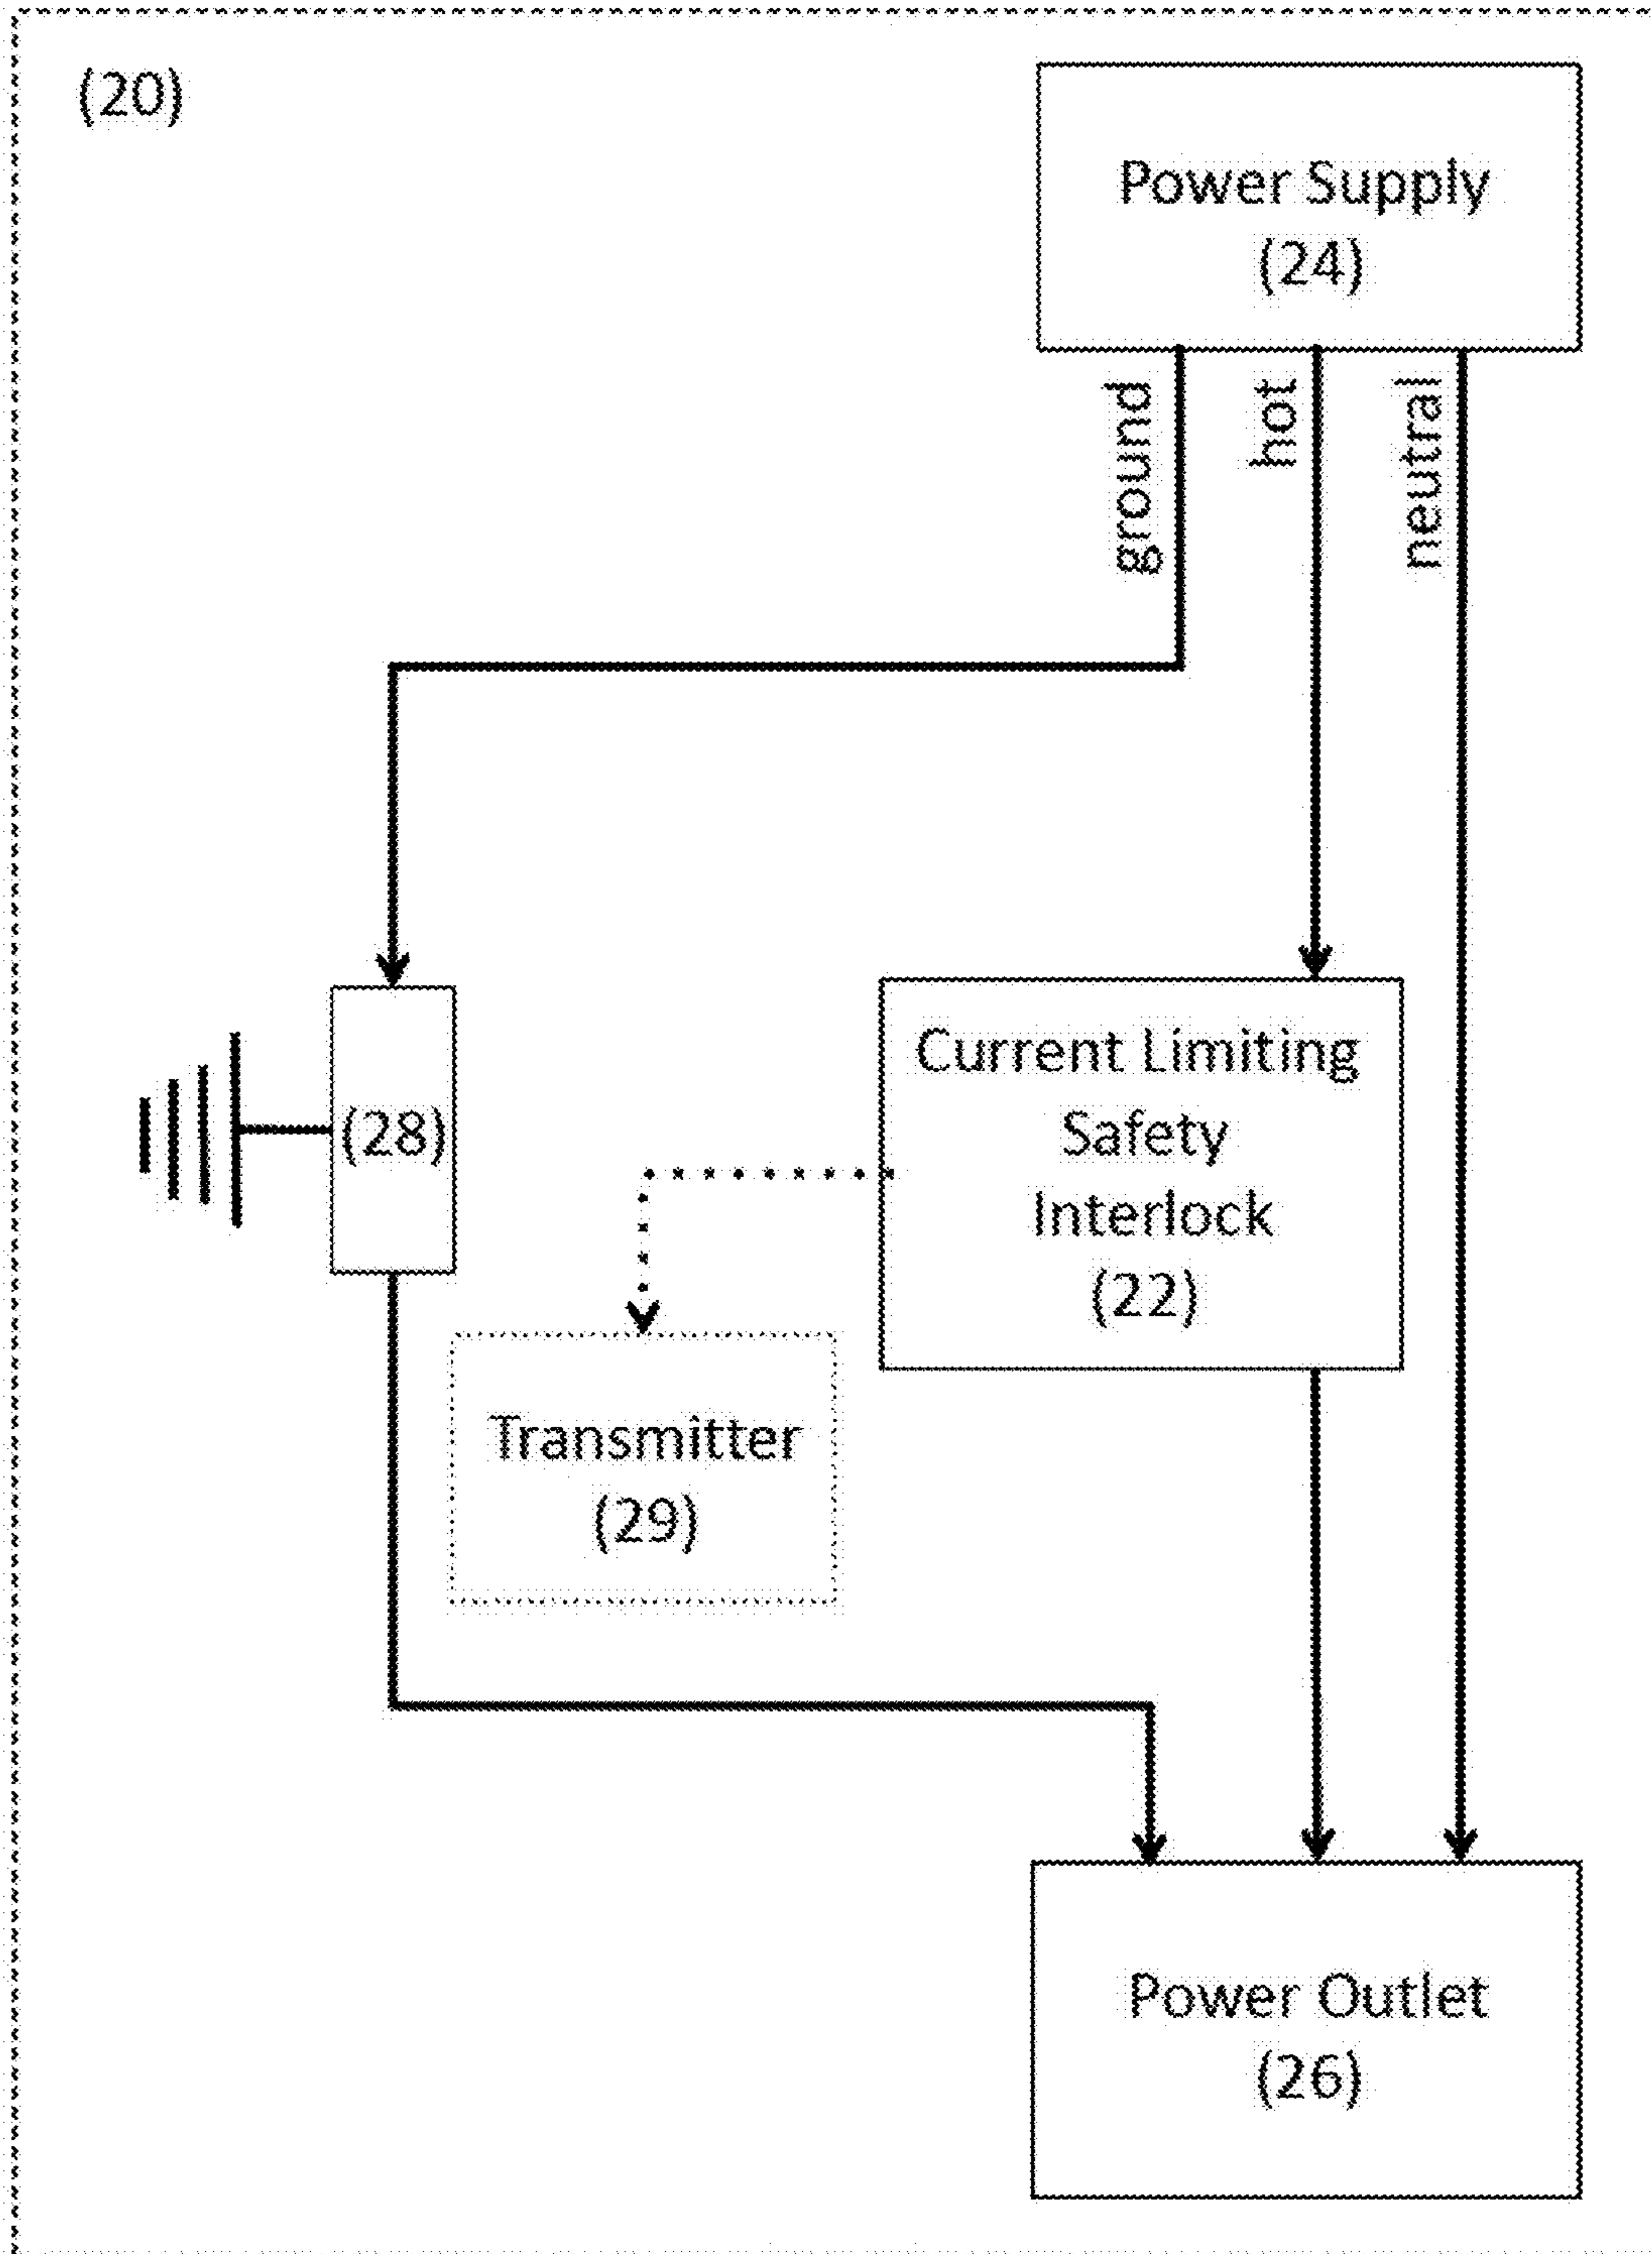 (20)
Power Supply
(24)
ground
hot
neutral
Current Limiting
Safety
Interlock
(22)
(28)
Transmitter
(29)
Power Outlet
(26)